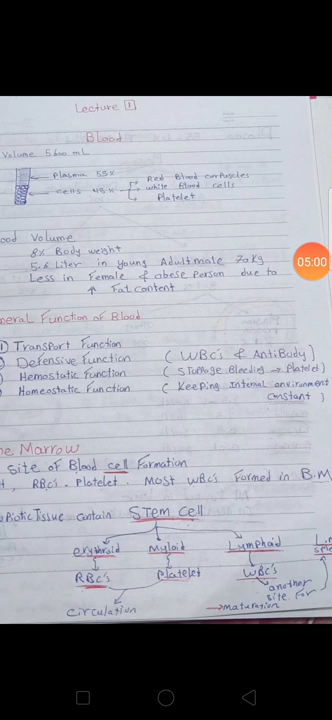 Lecture 1
Blood
Volume 5600 mL
Plasma 55%
Red Blood corpuscles
cells 45%
while Blood cells
Platelet
ood Volume
8% Body weight
5.6 Liter in young Adult male 70 kg
Less in Female & obese Person due to
↑ Fat content
05:00
neral Function of Blood
1 Transport Function
Defensive Function (WBc's & AntiBody)
Hemostatic Function (Stoppage Bleeding → Platelet)
Homeostatic Function (Keeping Internal environment
constant)
ne Marrow
site of Blood cell Formation
RBc's. Platelet. Most WBc's Formed in B.M
Tissue contain Stem cell
erythroid Myloid Lymphoid
RBc's Platelet WBc's
another
site For
circulation
→ maturation